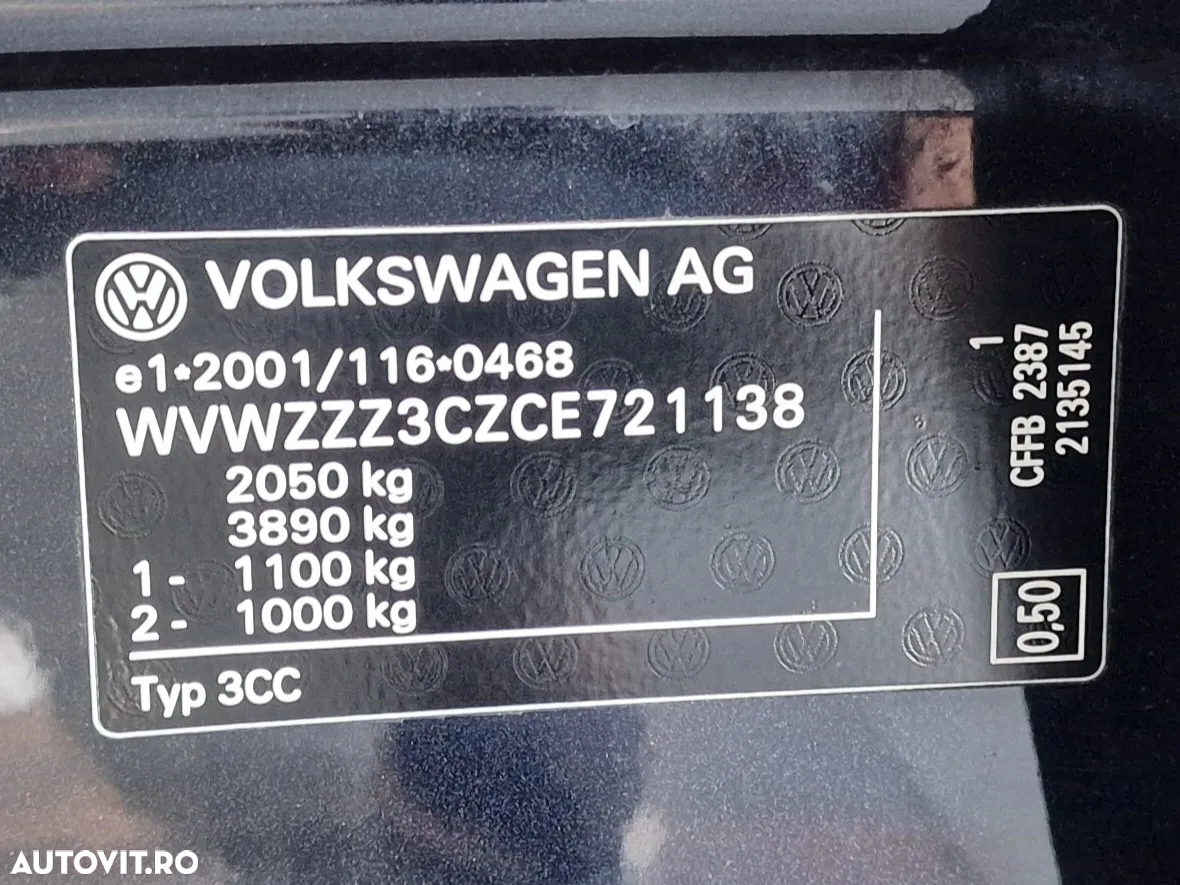 VOLKSWAGEN AG
e1*2001/116*0468
WVWZZZ3CZCE721138
2050 kg
3890 kg
1- 1100 kg
2- 1000 kg
Typ 3CC
1
CFFB 2387
2135145
0,50
AUTOVIT.RO